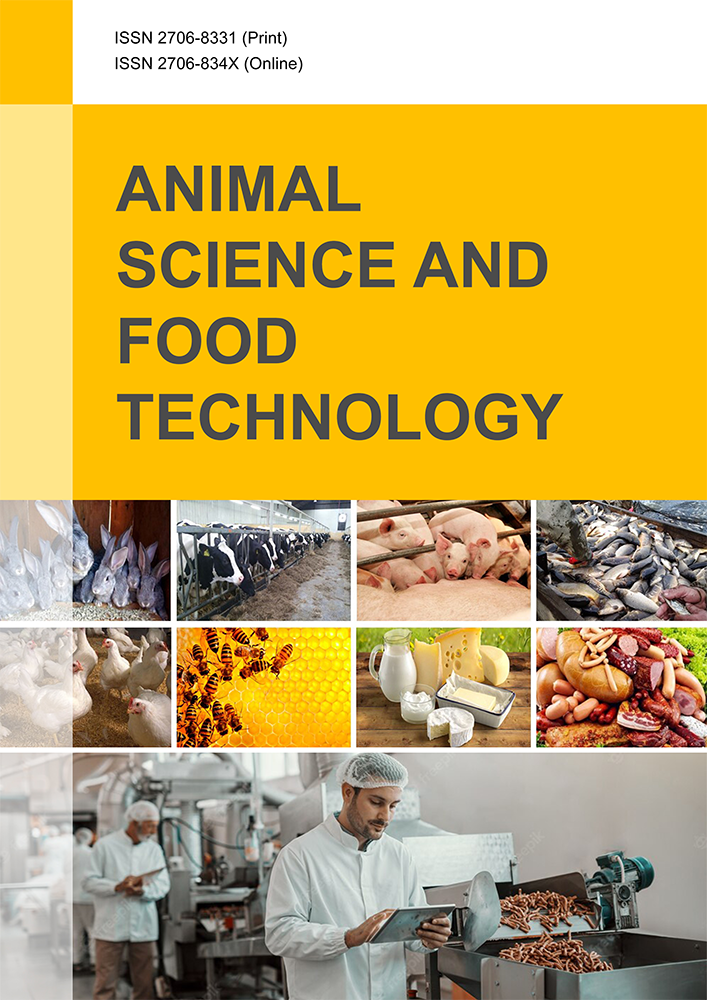 ISSN 2706-8331 (Print)
ISSN 2706-834X (Online)
ANIMAL
SCIENCE AND
FOOD
TECHNOLOGY